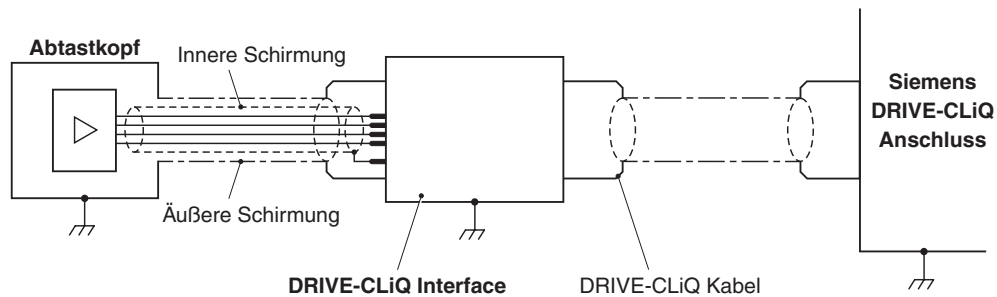 Abtastkopf
Innere Schirmung
Siemens
DRIVE-CLiQ
Anschluss
Äußere Schirmung
DRIVE-CLiQ Interface
DRIVE-CLiQ Kabel